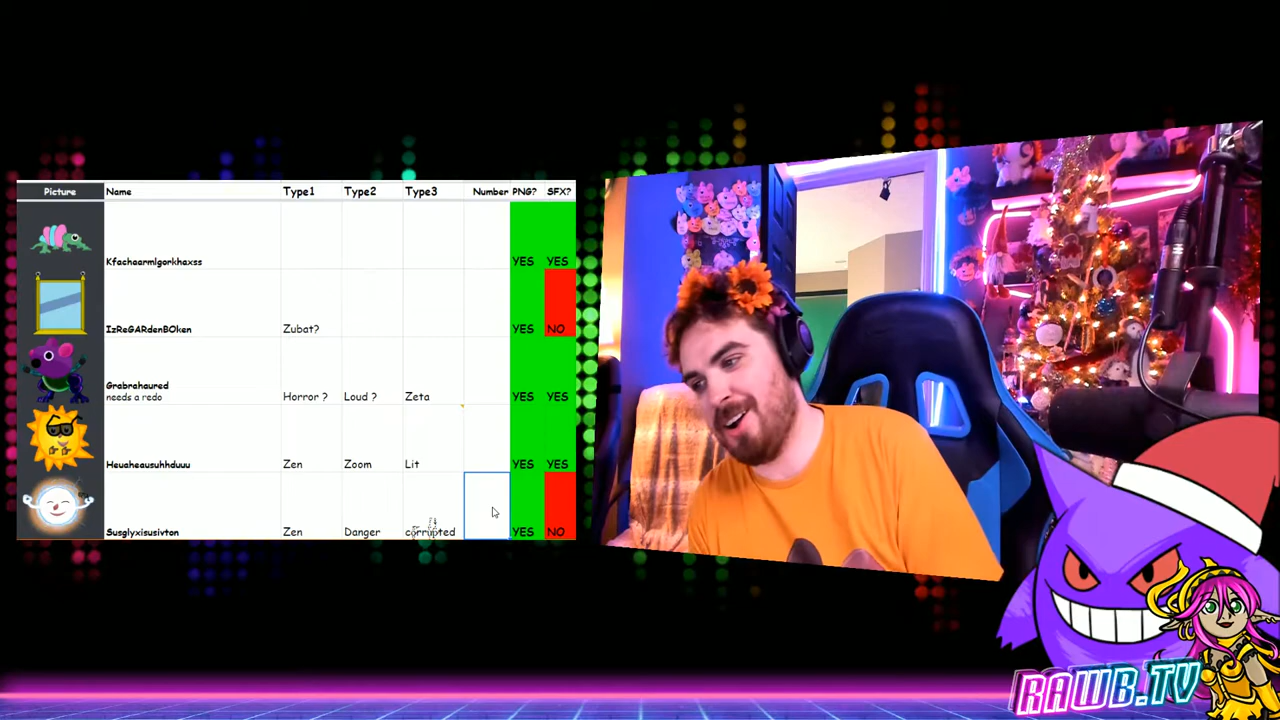 Picture Name Type1 Type2 Type3 Number PNG? SFX?
Kfachaarmlgorkhaxss YES YES
IzReGARdenBOken Zubat? YES NO
Grabrahaured
needs a redo Horror ? Loud ? Zeta YES YES
Heuaheausuhhduuu Zen Zoom Lit YES YES
Susglyxisusivton Zen Danger corrupted YES NO
RAWB.TV